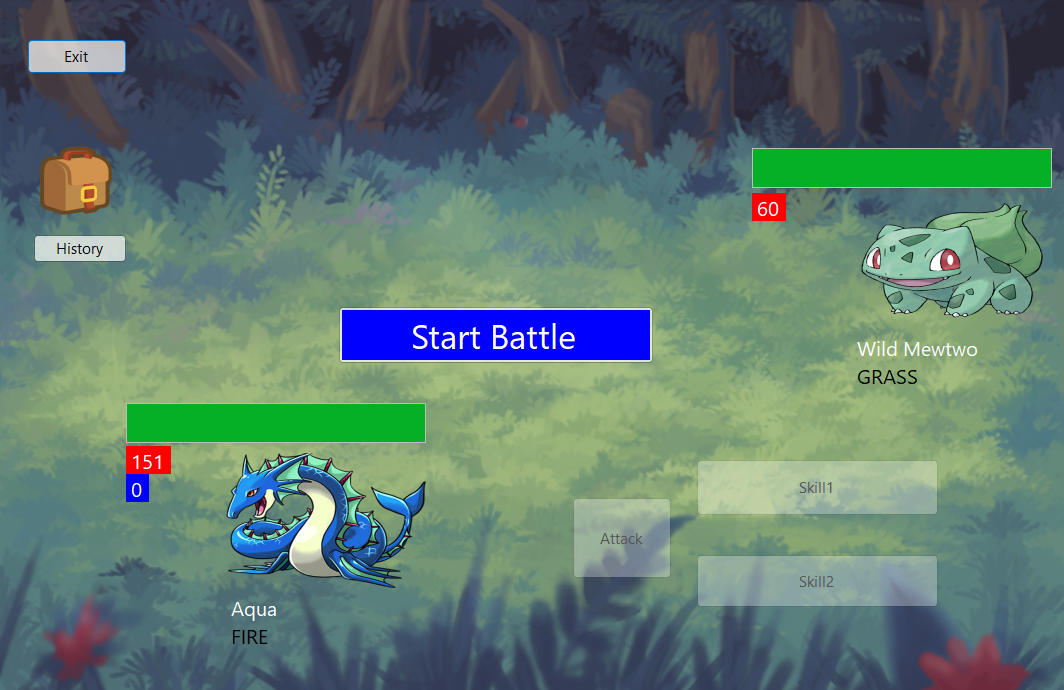 Exit
History
60
Start Battle
Wild Mewtwo
GRASS
151
0
Aqua
FIRE
Attack
Skill1
Skill2